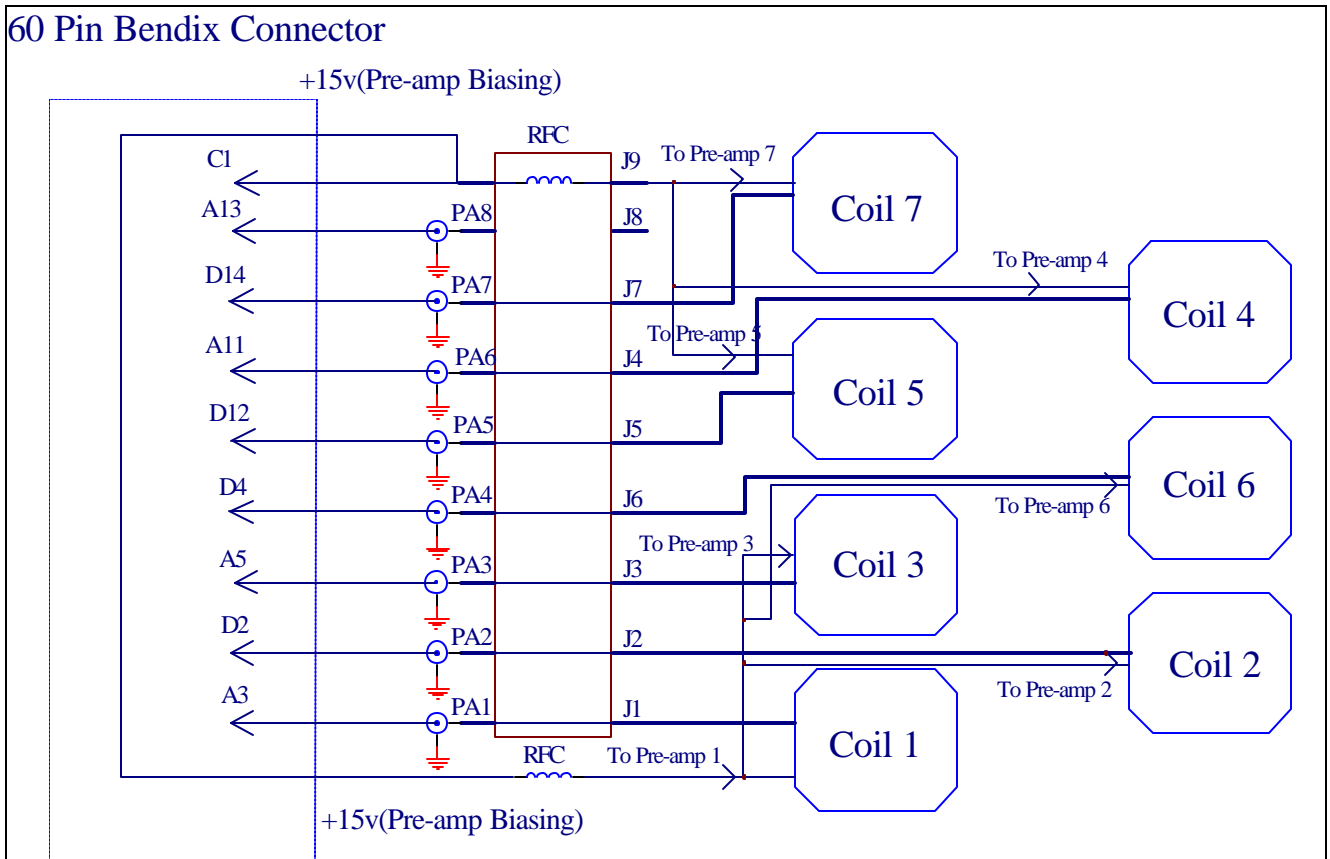 60 Pin Bendix Connector
+15v(Pre-amp Biasing)
RFC
C1
J9
To Pre-amp 7
A13
PA8
J8
Coil 7
D14
PA7
J7
To Pre-amp 4
Coil 4
A11
PA6
J4
To Pre-amp 5
Coil 5
D12
PA5
J5
D4
PA4
J6
To Pre-amp 6
Coil 6
A5
PA3
J3
To Pre-amp 3
Coil 3
D2
PA2
J2
To Pre-amp 2
Coil 2
A3
PA1
J1
Coil 1
RFC
To Pre-amp 1
+15v(Pre-amp Biasing)